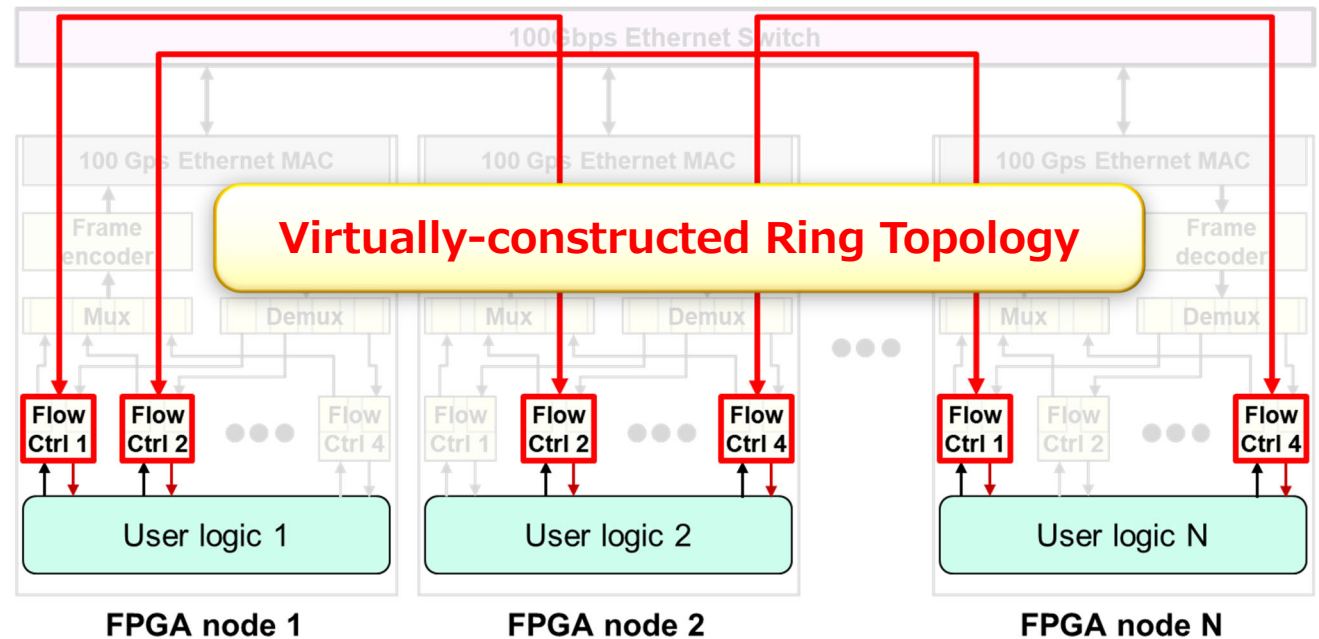 100Gbps Ethernet Switch
100 Gps Ethernet MAC
100 Gps Ethernet MAC
100 Gps Ethernet MAC
Virtually-constructed Ring Topology
Frame
encoder
Frame
decoder
Mux
Demux
Mux
Demux
Mux
Demux
Flow
Ctrl 1
Flow
Ctrl 2
Flow
Ctrl 4
Flow
Ctrl 1
Flow
Ctrl 2
Flow
Ctrl 4
Flow
Ctrl 1
Flow
Ctrl 2
Flow
Ctrl 4
User logic 1
User logic 2
User logic N
FPGA node 1
FPGA node 2
FPGA node N